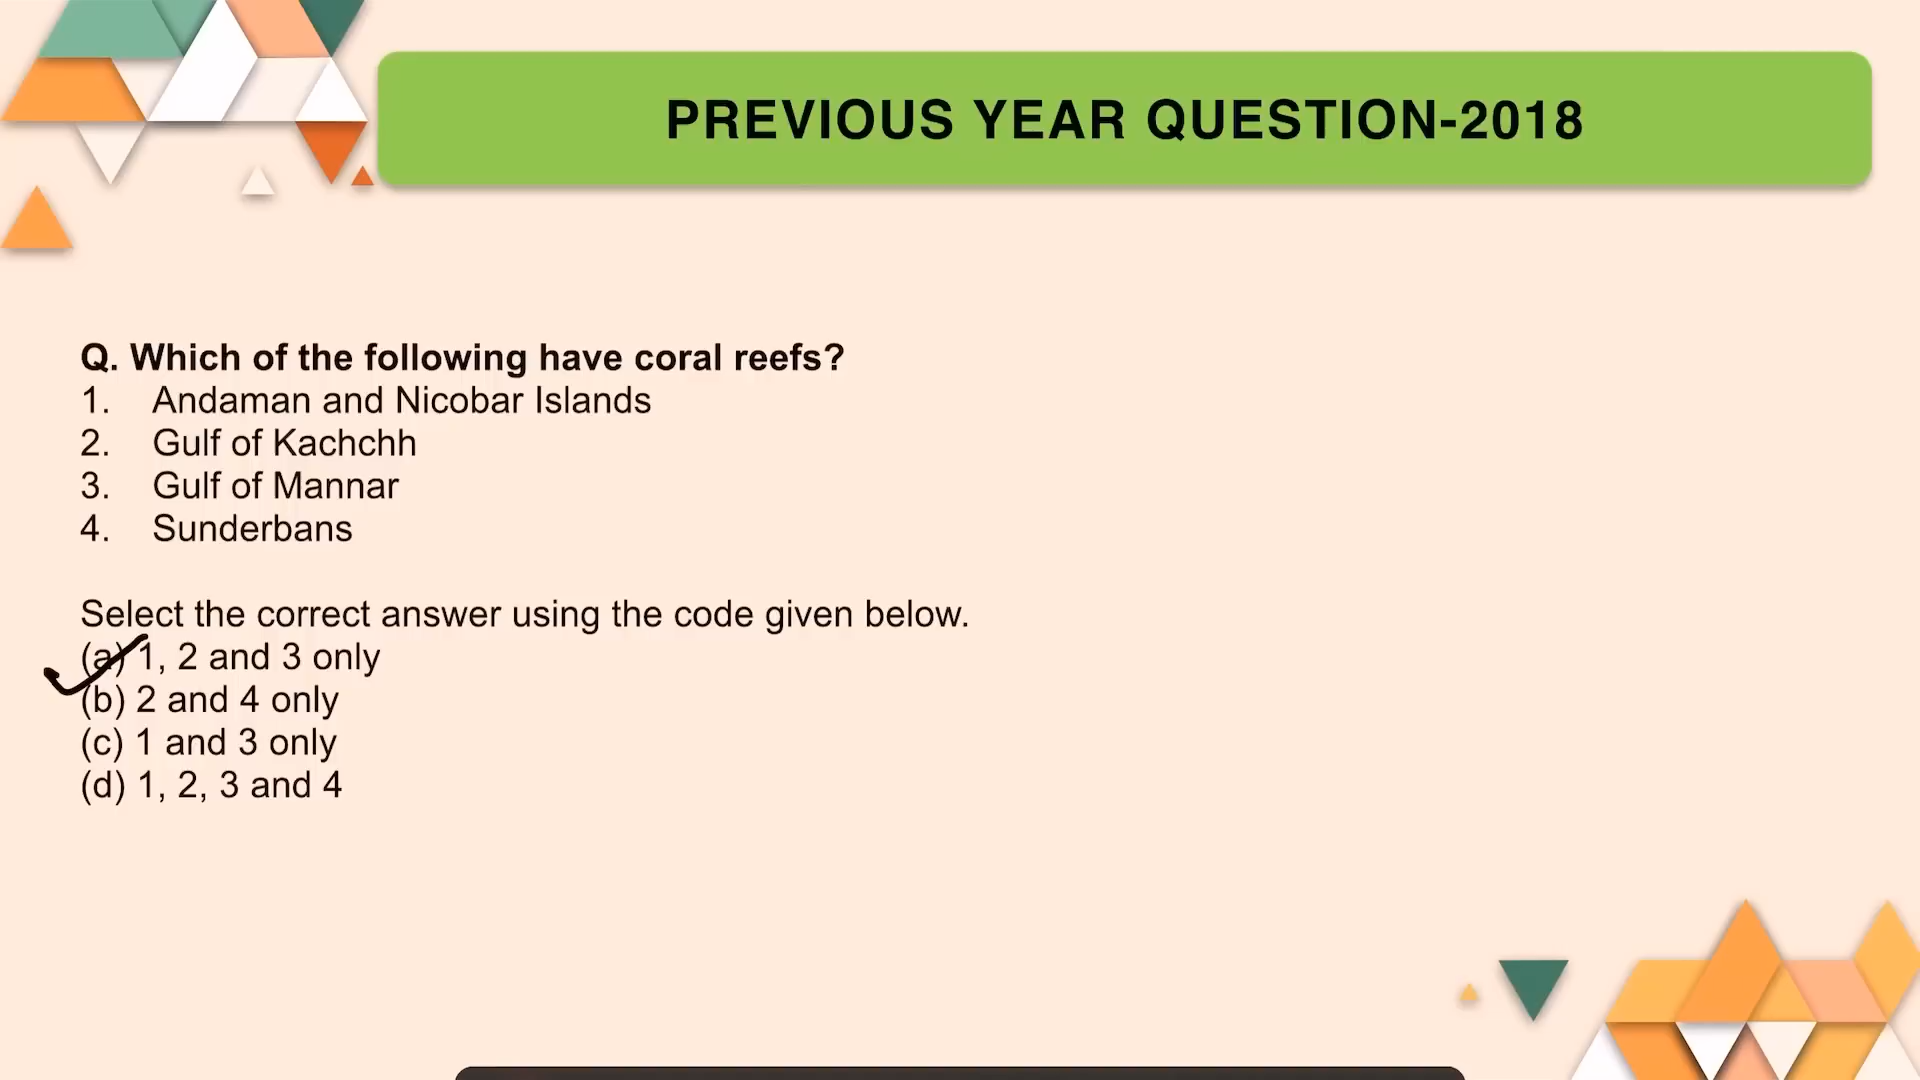 PREVIOUS YEAR QUESTION-2018
Q. Which of the following have coral reefs?
1. Andaman and Nicobar Islands
2. Gulf of Kachchh
3. Gulf of Mannar
4. Sunderbans
Select the correct answer using the code given below.
(a) 1, 2 and 3 only
(b) 2 and 4 only
(c) 1 and 3 only
(d) 1, 2, 3 and 4